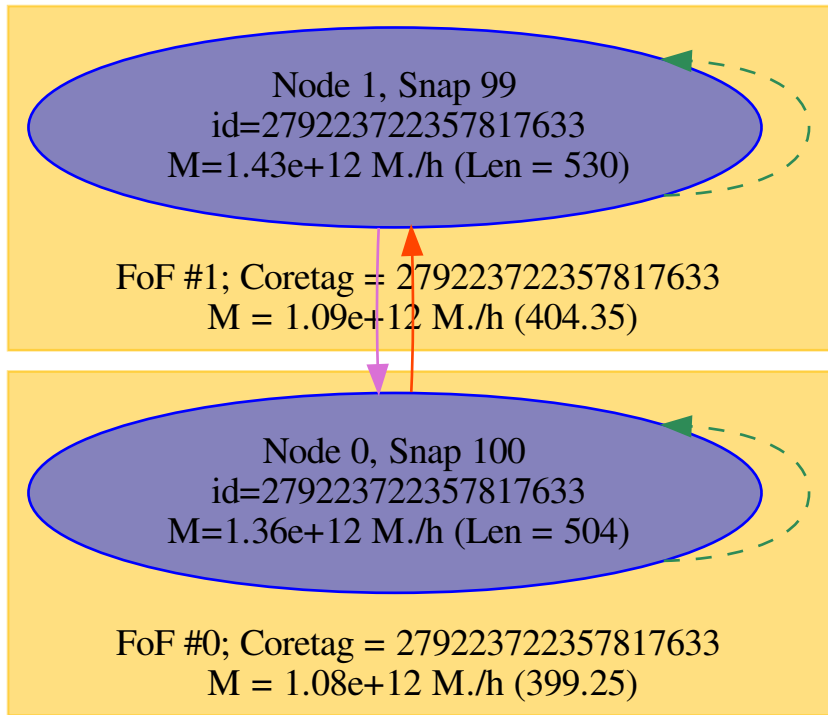 Node 1, Snap 99
id=279223722357817633
M=1.43e+12 M./h (Len = 530)
FoF #1; Coretag = 279223722357817633
M = 1.09e+12 M./h (404.35)
Node 0, Snap 100
id=279223722357817633
M=1.36e+12 M./h (Len = 504)
FoF #0; Coretag = 279223722357817633
M = 1.08e+12 M./h (399.25)